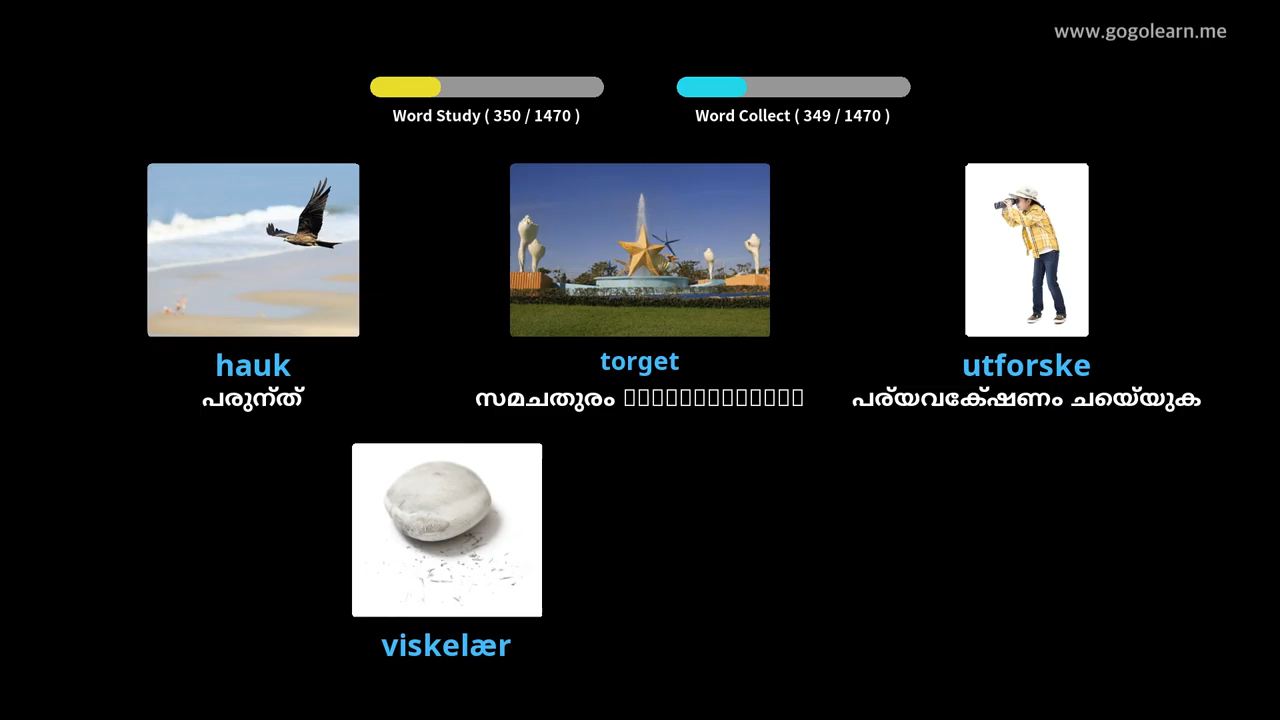 www.gogolearn.me
Word Study ( 350 / 1470 )
Word Collect ( 349 / 1470 )
hauk
torget
utforske
പരുന്ത്
സമചതുരം
പര്യവേക്ഷണം ചെയ്യുക
viskelær